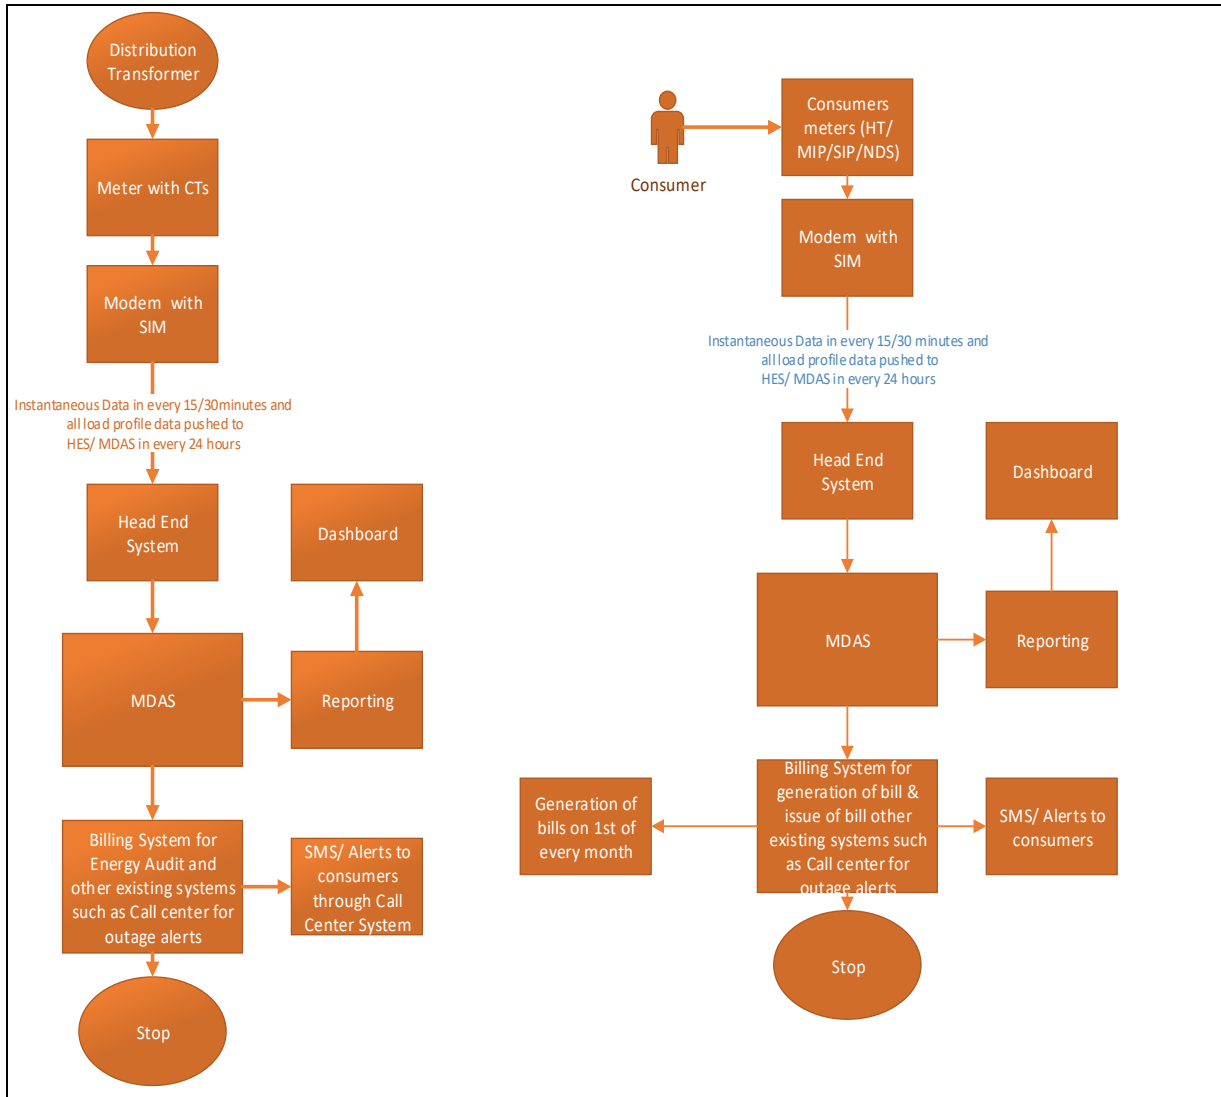 Distribution
Transformer
Meter with CTs
Modem with
SIM
Instantaneous Data in every 15/30minutes and
all load profile data pushed to
HES/ MDAS in every 24 hours
Head End
System
Dashboard
MDAS
Reporting
Billing System for
Energy Audit and
other existing systems
such as Call center for
outage alerts
SMS/ Alerts to
consumers
through Call
Center System
Stop
Consumer
Consumers
meters (HT/
MIP/SIP/NDS)
Modem with
SIM
Instantaneous Data in every 15/30 minutes and
all load profile data pushed to
HES/ MDAS in every 24 hours
Head End
System
Dashboard
MDAS
Reporting
Generation of
bills on 1st of
every month
Billing System for
generation of bill &
issue of bill other
existing systems such
as Call center for
outage alerts
SMS/ Alerts to
consumers
Stop